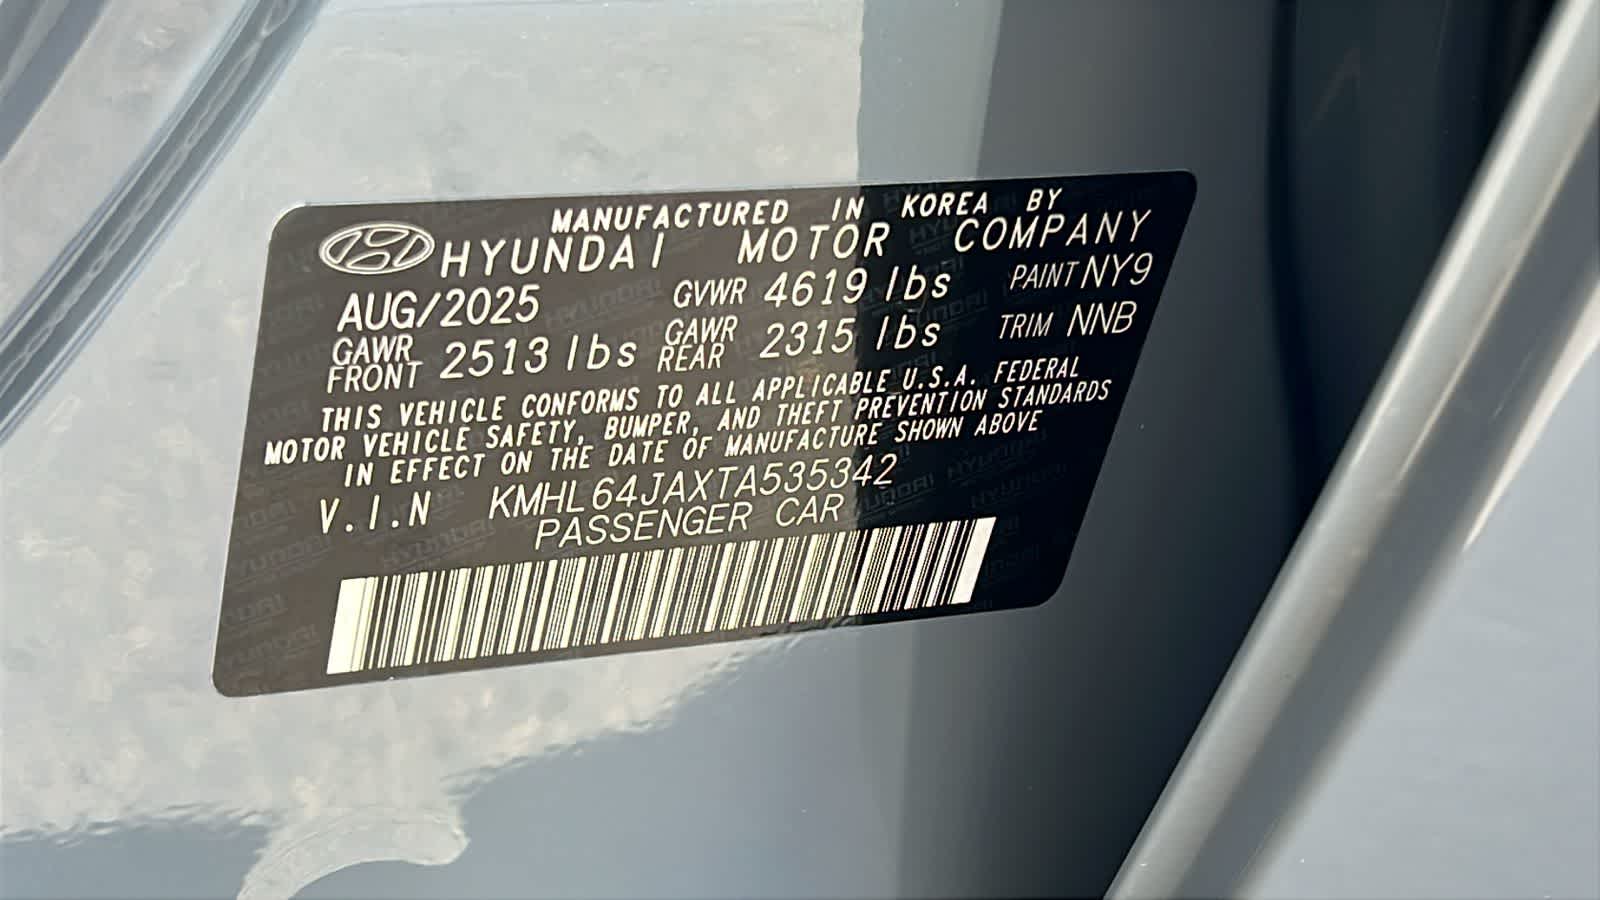 MANUFACTURED IN KOREA BY
HYUNDAI MOTOR COMPANY
AUG/2025 GVWR 4619 lbs PAINT NY9
GAWR FRONT 2513 lbs GAWR REAR 2315 lbs TRIM NNB
THIS VEHICLE CONFORMS TO ALL APPLICABLE U.S.A. FEDERAL
MOTOR VEHICLE SAFETY, BUMPER, AND THEFT PREVENTION STANDARDS
IN EFFECT ON THE DATE OF MANUFACTURE SHOWN ABOVE
V.I.N KMHL64JAXTA535342
PASSENGER CAR